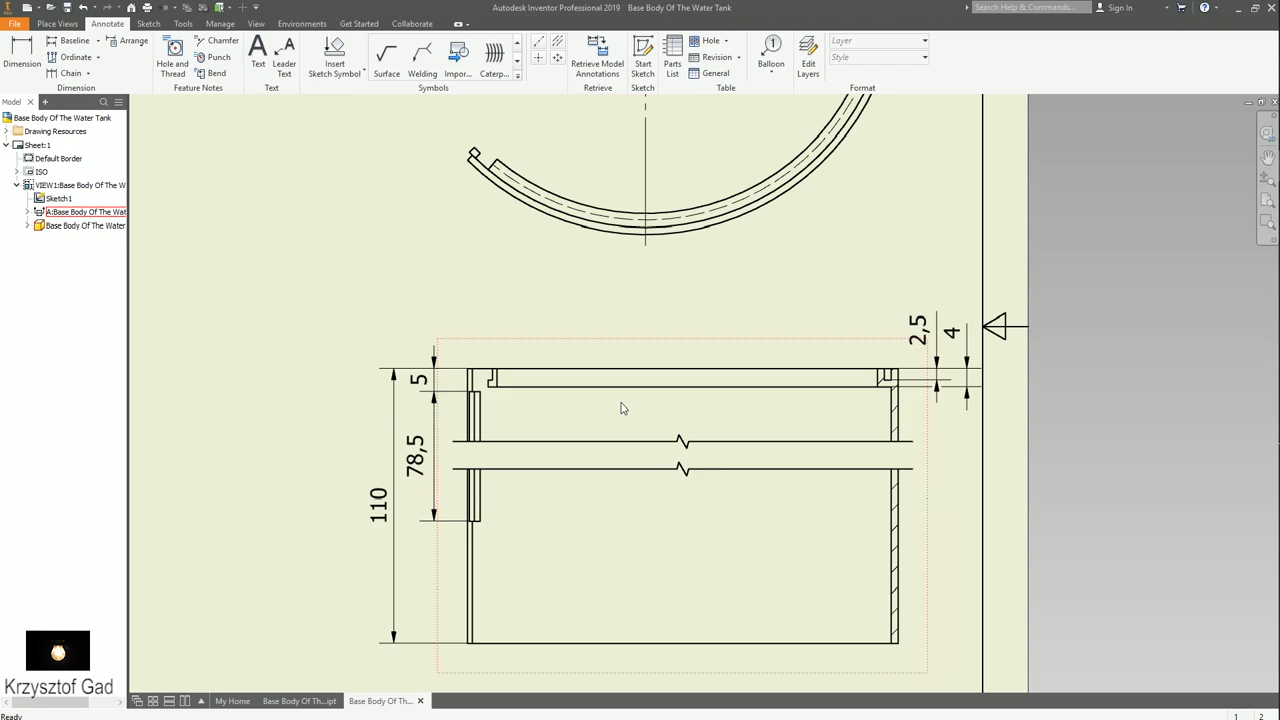 Autodesk Inventor Professional 2019 Base Body Of The Water Tank
Search Help & Commands...
Sign In
File Place Views Annotate Sketch Tools Manage View Environments Get Started Collaborate
Dimension
Baseline
Ordinate
Chain
Arrange
Dimension
Hole and Thread
Chamfer
Punch
Bend
Feature Notes
Text
Leader Text
Text
Insert Sketch Symbol
Surface
Welding
Impor...
Caterp...
Symbols
Retrieve Model Annotations
Retrieve
Start Sketch
Sketch
Parts List
Hole
Revision
General
Table
Balloon
Edit Layers
Layer
Style
Format
Model
Base Body Of The Water Tank
Drawing Resources
Sheet:1
Default Border
ISO
VIEW1:Base Body Of The W
Sketch1
A:Base Body Of The Wat
Base Body Of The Water
2,5
4
5
78,5
110
Krzysztof Gad
My Home
Base Body Of Th...ipt
Base Body Of Th...
Ready
1
2